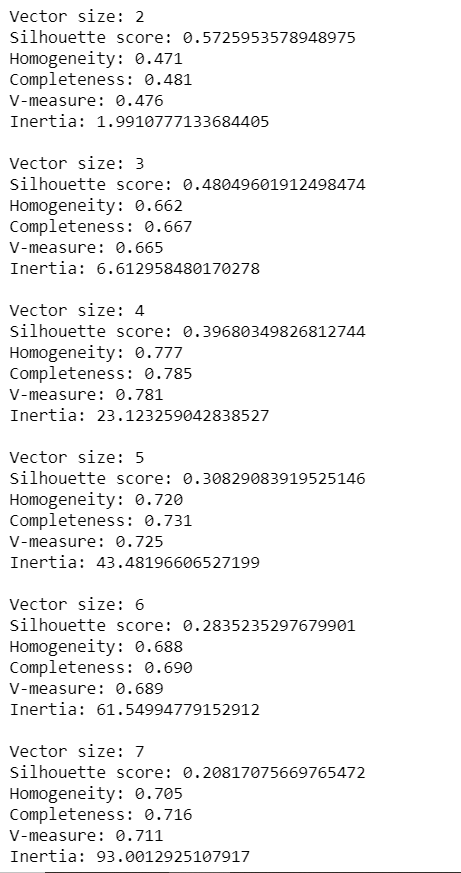 Vector size: 2
Silhouette score: 0.5725953578948975
Homogeneity: 0.471
Completeness: 0.481
V-measure: 0.476
Inertia: 1.9910777133684405
Vector size: 3
Silhouette score: 0.48049601912498474
Homogeneity: 0.662
Completeness: 0.667
V-measure: 0.665
Inertia: 6.612958480170278
Vector size: 4
Silhouette score: 0.39680349826812744
Homogeneity: 0.777
Completeness: 0.785
V-measure: 0.781
Inertia: 23.123259042838527
Vector size: 5
Silhouette score: 0.30829083919525146
Homogeneity: 0.720
Completeness: 0.731
V-measure: 0.725
Inertia: 43.48196606527199
Vector size: 6
Silhouette score: 0.2835235297679901
Homogeneity: 0.688
Completeness: 0.690
V-measure: 0.689
Inertia: 61.54994779152912
Vector size: 7
Silhouette score: 0.20817075669765472
Homogeneity: 0.705
Completeness: 0.716
V-measure: 0.711
Inertia: 93.0012925107917